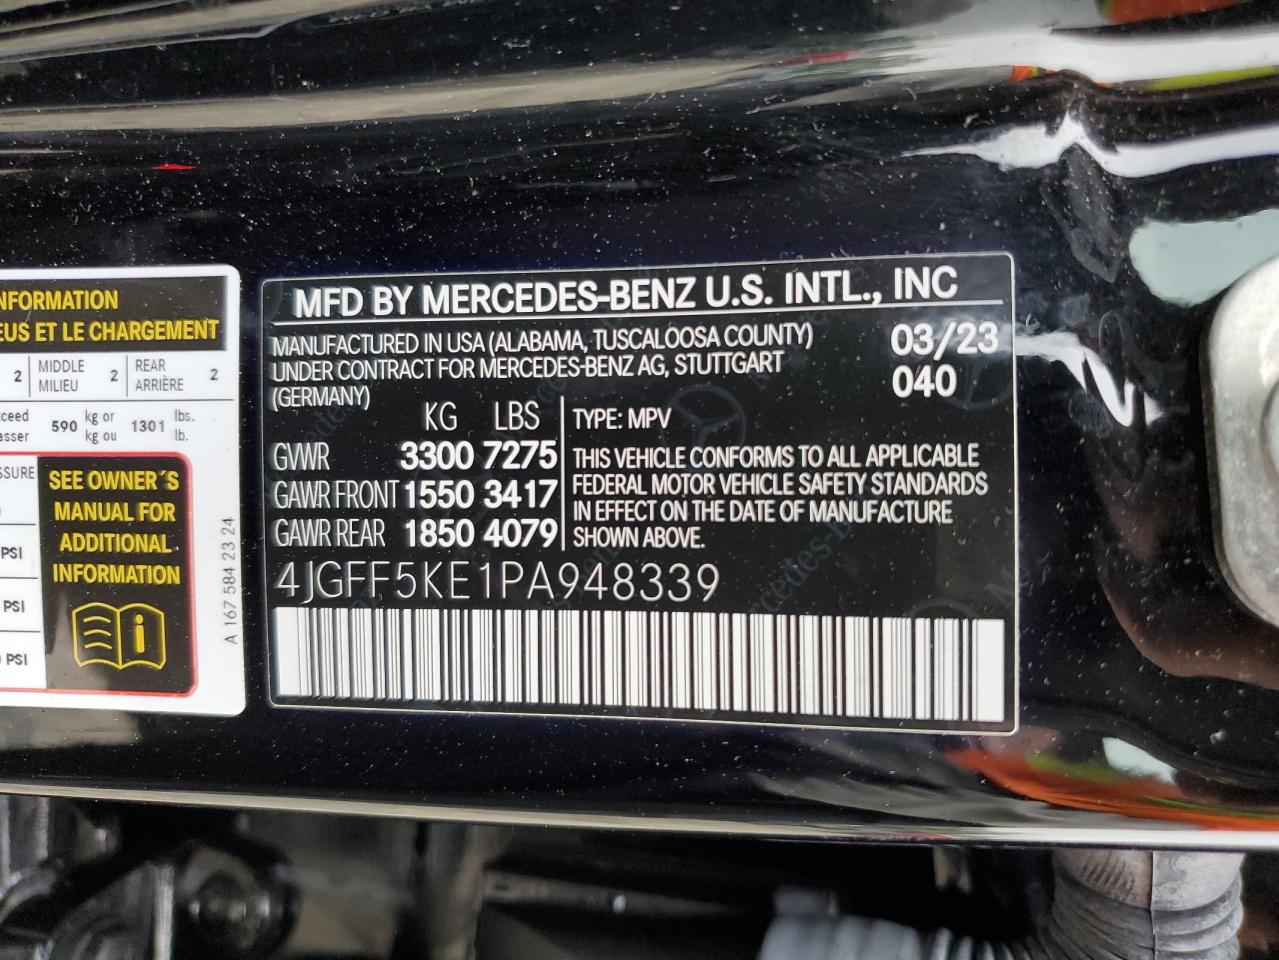 NFORMATION
EUS ET LE CHARGEMENT
2 MIDDLE MILIEU 2 REAR ARRIÈRE 2
590 kg or kg ou 1301 lbs. lb.
SEE OWNER´S
MANUAL FOR
ADDITIONAL
INFORMATION
PSI
PSI
PSI
A 167 584 23 24
MFD BY MERCEDES-BENZ U.S. INTL., INC
MANUFACTURED IN USA (ALABAMA, TUSCALOOSA COUNTY) 03/23
UNDER CONTRACT FOR MERCEDES-BENZ AG, STUTTGART 040
(GERMANY)
KG LBS
GVWR 3300 7275
GAWR FRONT 1550 3417
GAWR REAR 1850 4079
TYPE: MPV
THIS VEHICLE CONFORMS TO ALL APPLICABLE
FEDERAL MOTOR VEHICLE SAFETY STANDARDS
IN EFFECT ON THE DATE OF MANUFACTURE
SHOWN ABOVE.
4JGFF5KE1PA948339